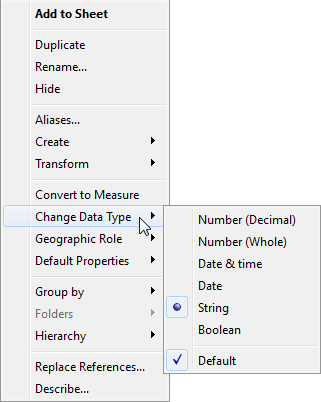 Add to Sheet
Duplicate
Rename...
Hide
Aliases...
Create
Transform
Convert to Measure
Change Data Type
Geographic Role
Default Properties
Group by
Folders
Hierarchy
Replace References...
Describe...
Number (Decimal)
Number (Whole)
Date & time
Date
String
Boolean
Default